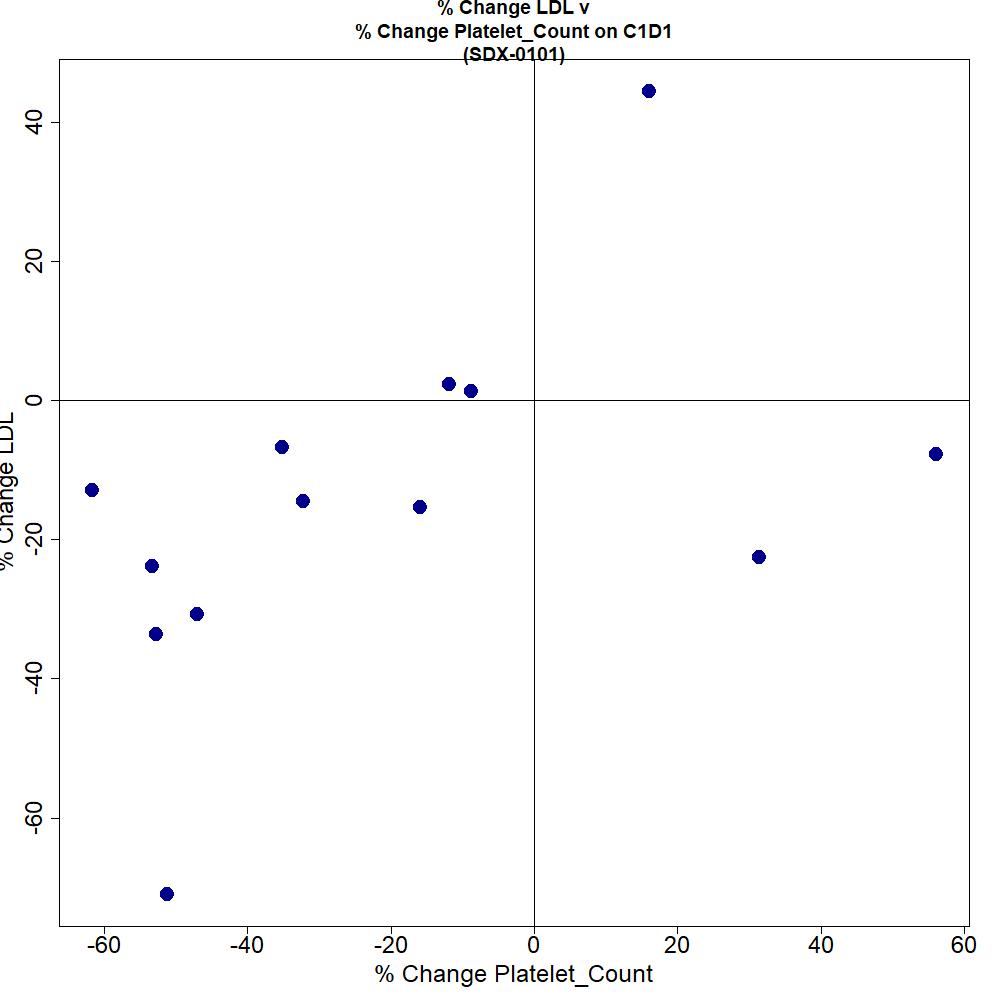 % Change LDL v
% Change Platelet_Count on C1D1
(SDX-0101)
40
20
0
-20
-40
-60
% Change LDL
-60 -40 -20 0 20 40 60
% Change Platelet_Count